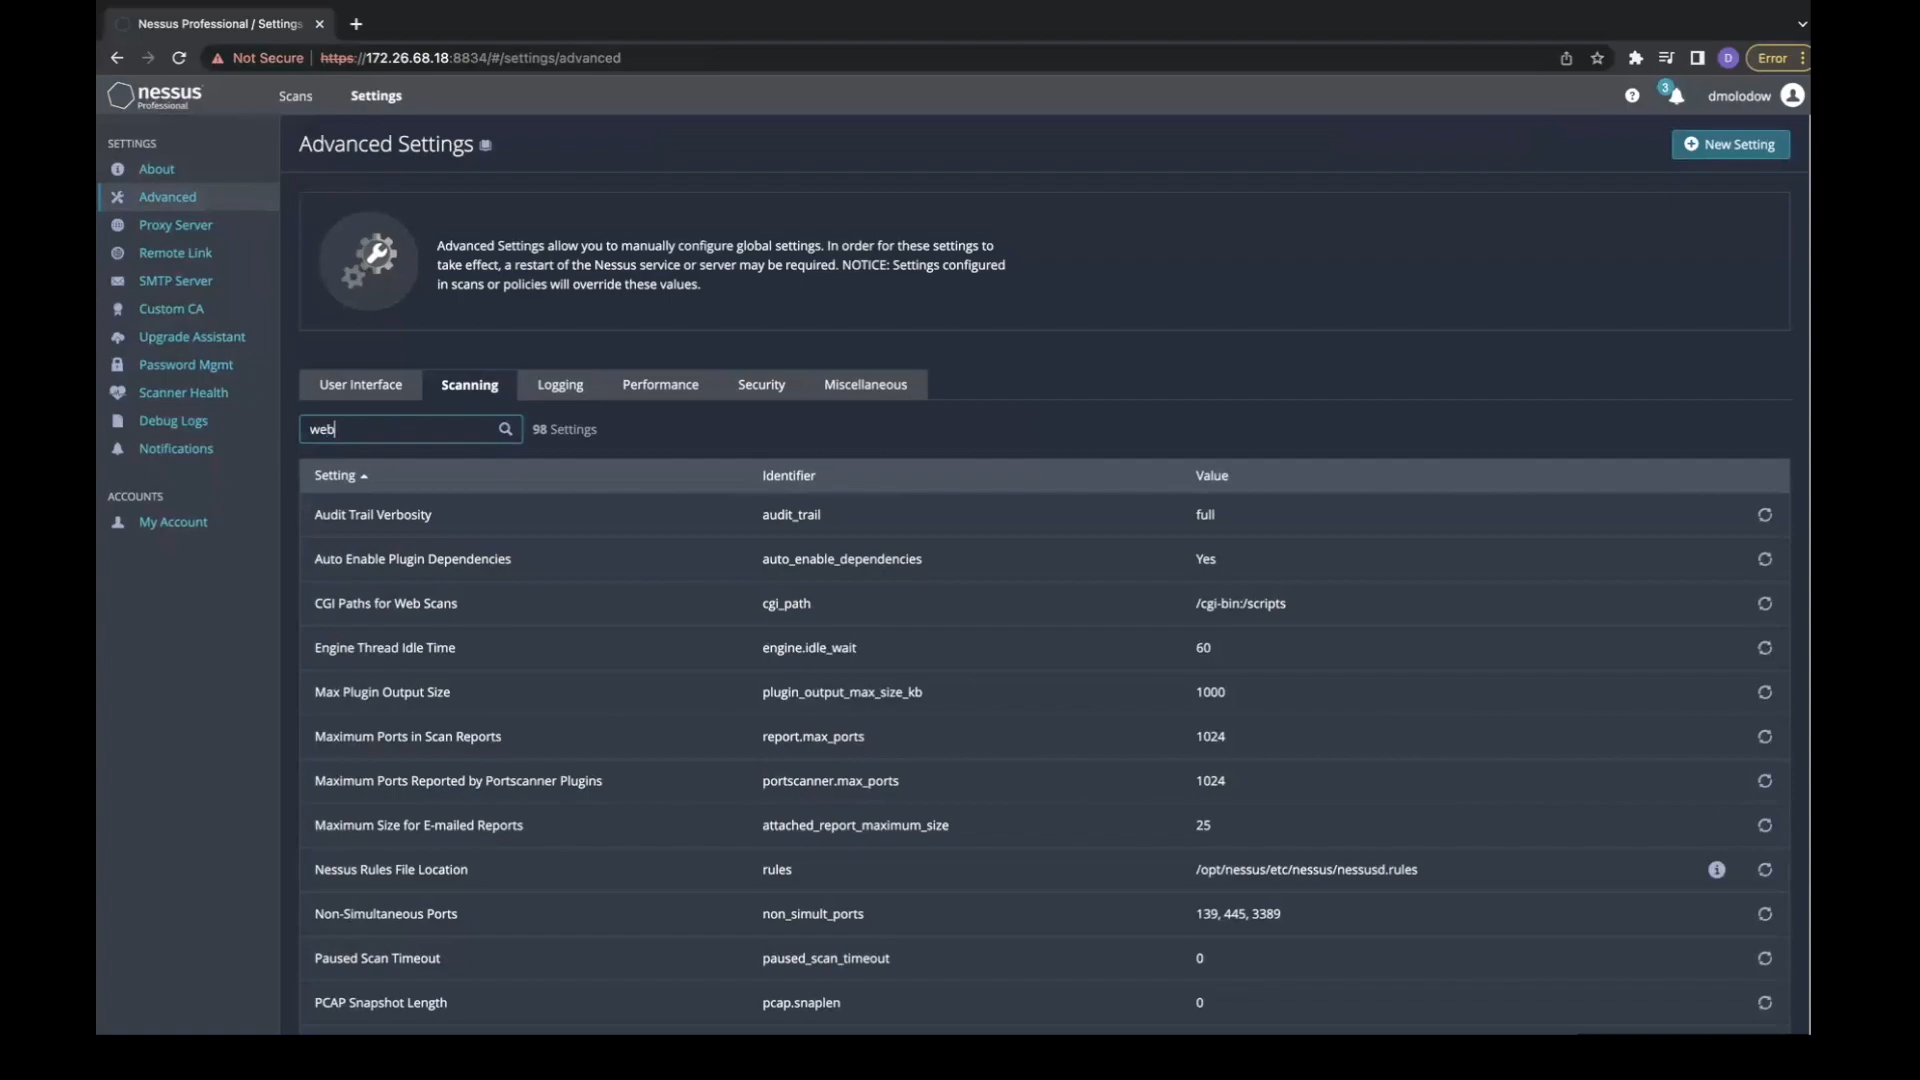 Nessus Professional / Settings
Not Secure https://172.26.68.18:8834/#/settings/advanced
D Error
nessus Professional
Scans Settings
3 dmolodow
SETTINGS
About
Advanced
Proxy Server
Remote Link
SMTP Server
Custom CA
Upgrade Assistant
Password Mgmt
Scanner Health
Debug Logs
Notifications
ACCOUNTS
My Account
Advanced Settings
New Setting
Advanced Settings allow you to manually configure global settings. In order for these settings to
take effect, a restart of the Nessus service or server may be required. NOTICE: Settings configured
in scans or policies will override these values.
User Interface Scanning Logging Performance Security Miscellaneous
web 98 Settings
Setting Identifier Value
Audit Trail Verbosity audit_trail full
Auto Enable Plugin Dependencies auto_enable_dependencies Yes
CGI Paths for Web Scans cgi_path /cgi-bin:/scripts
Engine Thread Idle Time engine.idle_wait 60
Max Plugin Output Size plugin_output_max_size_kb 1000
Maximum Ports in Scan Reports report.max_ports 1024
Maximum Ports Reported by Portscanner Plugins portscanner.max_ports 1024
Maximum Size for E-mailed Reports attached_report_maximum_size 25
Nessus Rules File Location rules /opt/nessus/etc/nessus/nessusd.rules
Non-Simultaneous Ports non_simult_ports 139, 445, 3389
Paused Scan Timeout paused_scan_timeout 0
PCAP Snapshot Length pcap.snaplen 0